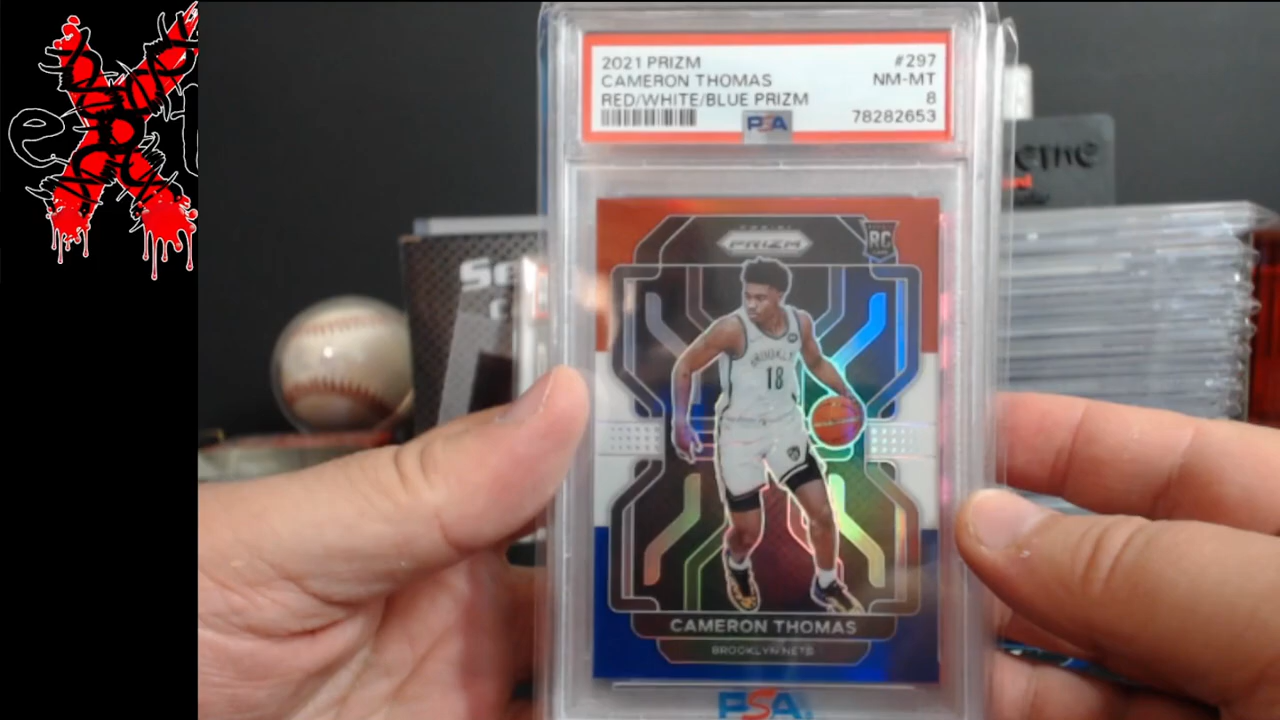 2021 PRIZM #297
CAMERON THOMAS NM-MT
RED/WHITE/BLUE PRIZM 8
78282653
PSA
PANINI
PRIZM
RC
BROOKLYN
18
CAMERON THOMAS
BROOKLYN NETS
PSA